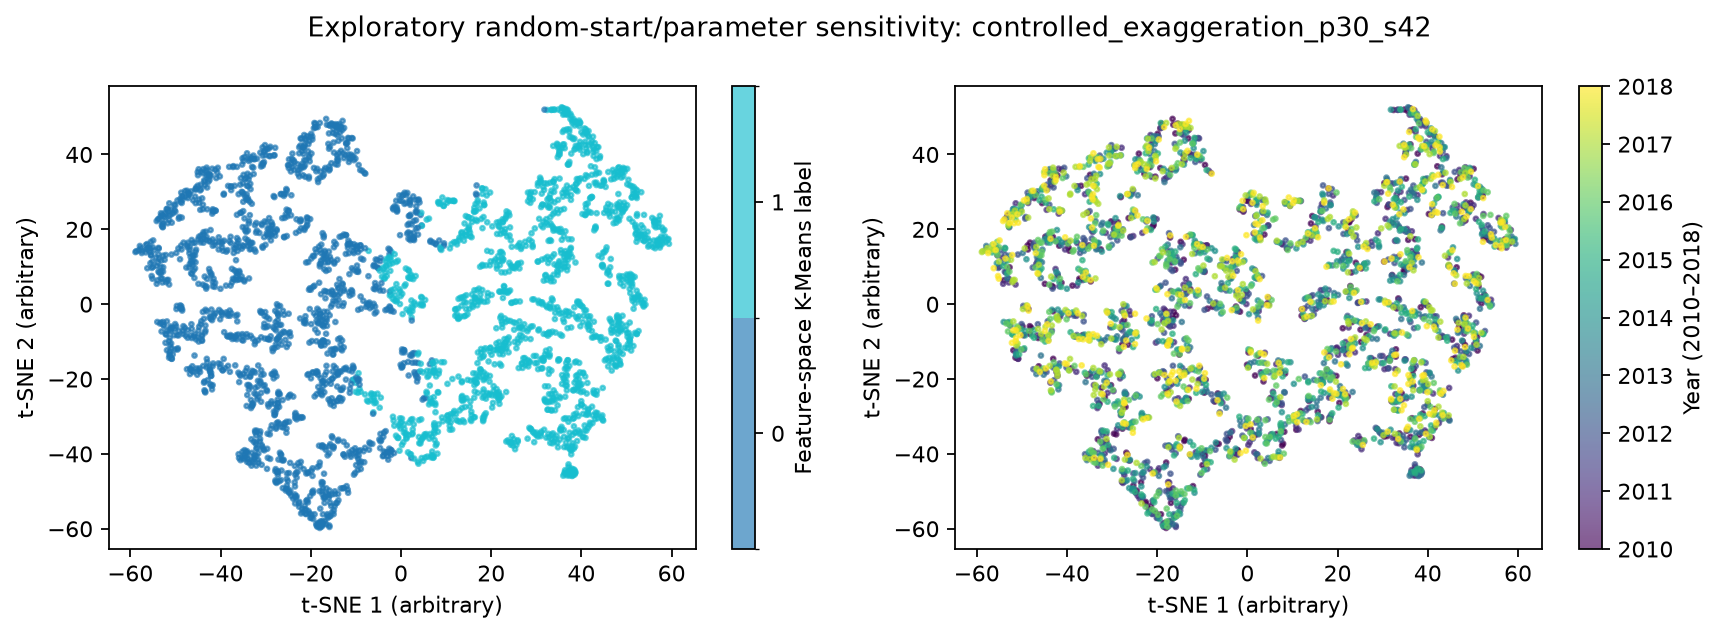 Exploratory random-start/parameter sensitivity: controlled_exaggeration_p30_s42
40
20
0
−20
−40
−60
t-SNE 2 (arbitrary)
−60 −40 −20 0 20 40 60
t-SNE 1 (arbitrary)
1
0
Feature-space K-Means label
40
20
0
−20
−40
−60
t-SNE 2 (arbitrary)
−60 −40 −20 0 20 40 60
t-SNE 1 (arbitrary)
2018
2017
2016
2015
2014
2013
2012
2011
2010
Year (2010–2018)